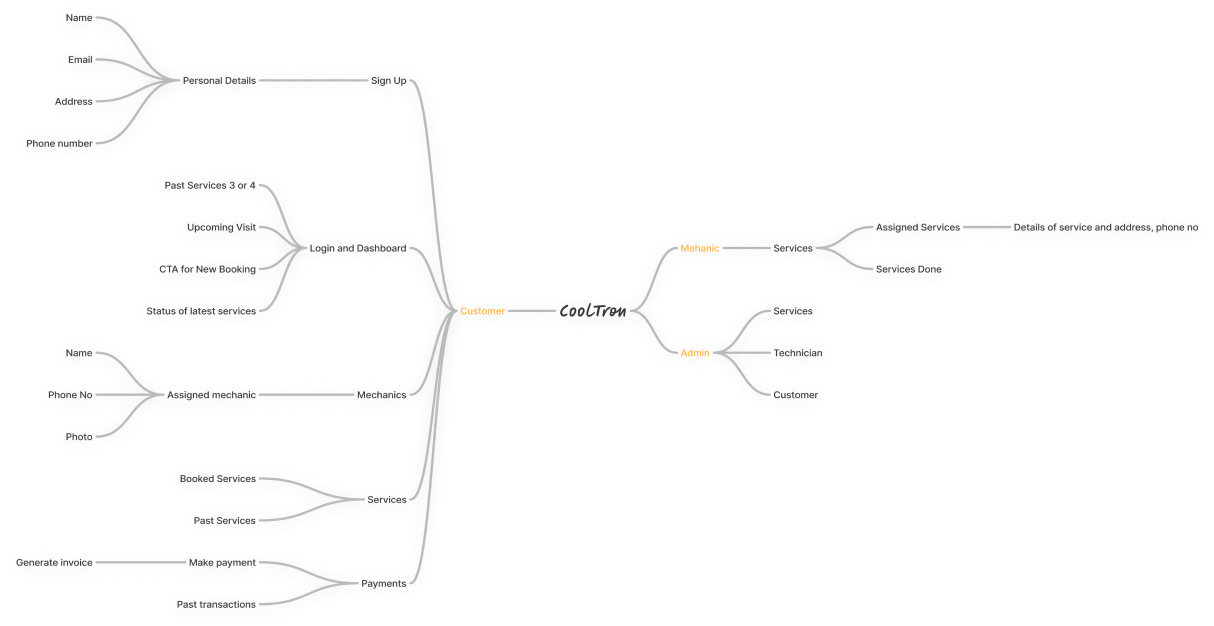 Name
Email
Address
Phone number
Personal Details
Sign Up
Past Services 3 or 4
Upcoming Visit
CTA for New Booking
Status of latest services
Login and Dashboard
Name
Phone No
Photo
Assigned mechanic
Mechanics
Booked Services
Past Services
Services
Generate invoice
Make payment
Past transactions
Payments
Customer
CoolTron
Mehanic
Services
Assigned Services
Details of service and address, phone no
Services Done
Admin
Services
Technician
Customer